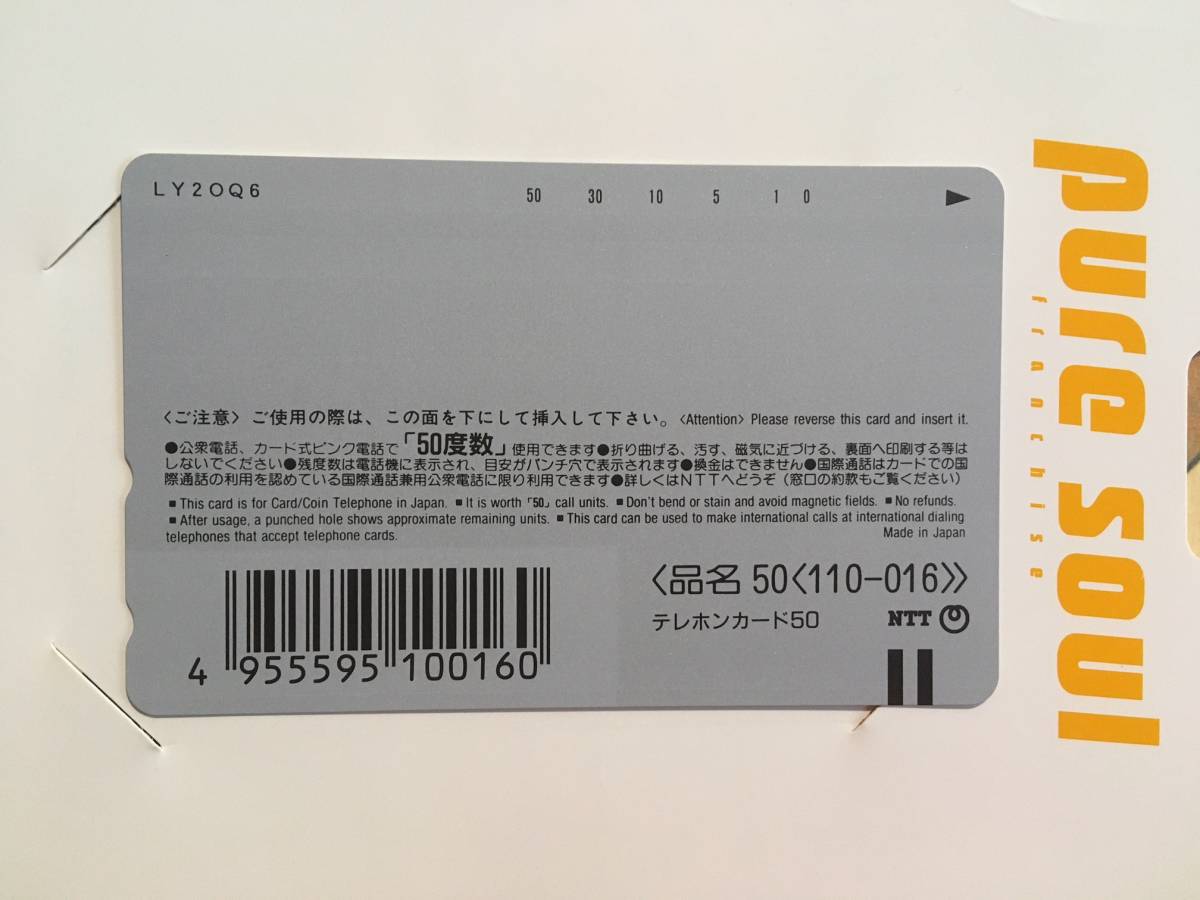 LY20Q6
50 30 10 5 1 0
〈ご注意〉ご使用の際は、この面を下にして挿入して下さい。〈Attention〉Please reverse this card and insert it.
●公衆電話、カード式ピンク電話で「50度数」使用できます●折り曲げる、汚す、磁気に近づける、裏面へ印刷する等は
しないでください●残度数は電話機に表示され、目安がパンチ穴で表示されます●換金はできません●国際通話はカードでの国
際通話の利用を認めている国際通話兼用公衆電話に限り利用できます●詳しくはNTTへどうぞ(窓口の約款もご覧ください)
■This card is for Card/Coin Telephone in Japan. ■It is worth「50」call units. ■Don't bend or stain and avoid magnetic fields. ■No refunds.
■After usage, a punched hole shows approximate remaining units. ■This card can be used to make international calls at international dialing
telephones that accept telephone cards.
Made in Japan
〈品名 50〈110-016〉〉
テレホンカード50
NTT
4 955595 100160
pure soul
franchise